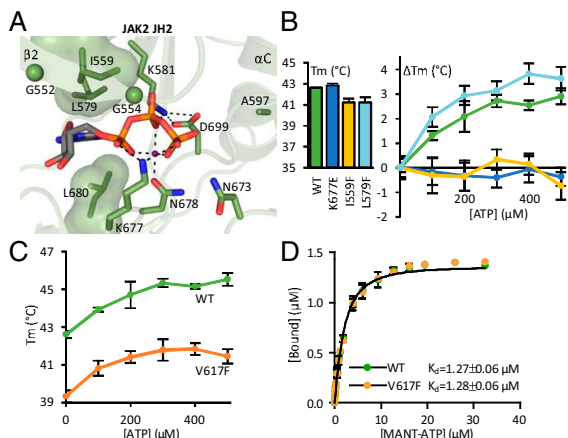 A
JAK2 JH2
β2
I559
K581
αC
G552
L579
G554
A597
D699
L680
N678
N673
K677
B
Tm (°C)
45
43
41
39
37
35
WT
K677E
I559F
L579F
ΔTm (°C)
5
4
3
2
1
0
-1
-2
200
400
[ATP] (µM)
C
Tm (°C)
47
45
43
41
39
WT
V617F
0
200
400
[ATP] (µM)
D
[Bound] (µM)
1.5
1.0
0.5
0.0
WT Kd=1.27±0.06 µM
V617F Kd=1.28±0.06 µM
0
10
20
30
40
[MANT-ATP] (µM)